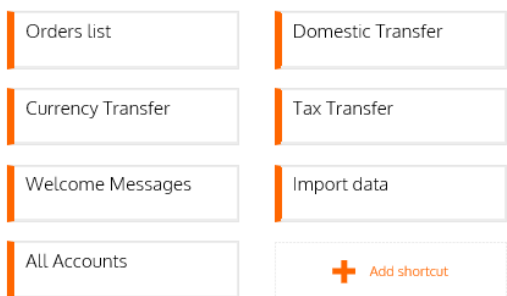 Orders list
Domestic Transfer
Currency Transfer
Tax Transfer
Welcome Messages
Import data
All Accounts
Add shortcut